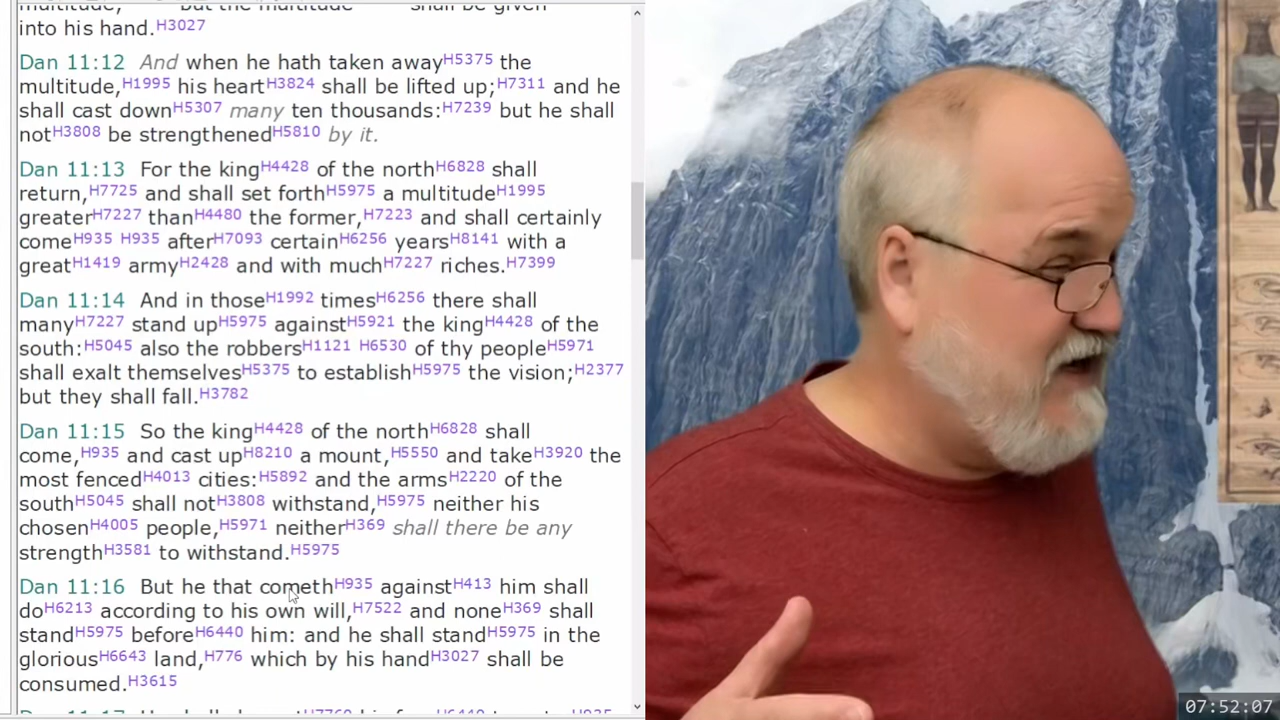 multitude, but the multitude shall be given
into his hand.H3027
Dan 11:12 And when he hath taken awayH5375 the
multitude,H1995 his heartH3824 shall be lifted up;H7311 and he
shall cast downH5307 many ten thousands:H7239 but he shall
notH3808 be strengthenedH5810 by it.
Dan 11:13 For the kingH4428 of the northH6828 shall
return,H7725 and shall set forthH5975 a multitudeH1995
greaterH7227 thanH4480 the former,H7223 and shall certainly
comeH935 H935 afterH7093 certainH6256 yearsH8141 with a
greatH1419 armyH2428 and with muchH7227 riches.H7399
Dan 11:14 And in thoseH1992 timesH6256 there shall
manyH7227 stand upH5975 againstH5921 the kingH4428 of the
south:H5045 also the robbersH1121 H6530 of thy peopleH5971
shall exalt themselvesH5375 to establishH5975 the vision;H2377
but they shall fall.H3782
Dan 11:15 So the kingH4428 of the northH6828 shall
come,H935 and cast upH8210 a mount,H5550 and takeH3920 the
most fencedH4013 cities:H5892 and the armsH2220 of the
southH5045 shall notH3808 withstand,H5975 neither his
chosenH4005 people,H5971 neitherH369 shall there be any
strengthH3581 to withstand.H5975
Dan 11:16 But he that comethH935 againstH413 him shall
doH6213 according to his own will,H7522 and noneH369 shall
standH5975 beforeH6440 him: and he shall standH5975 in the
gloriousH6643 land,H776 which by his handH3027 shall be
consumed.H3615
07:52:07